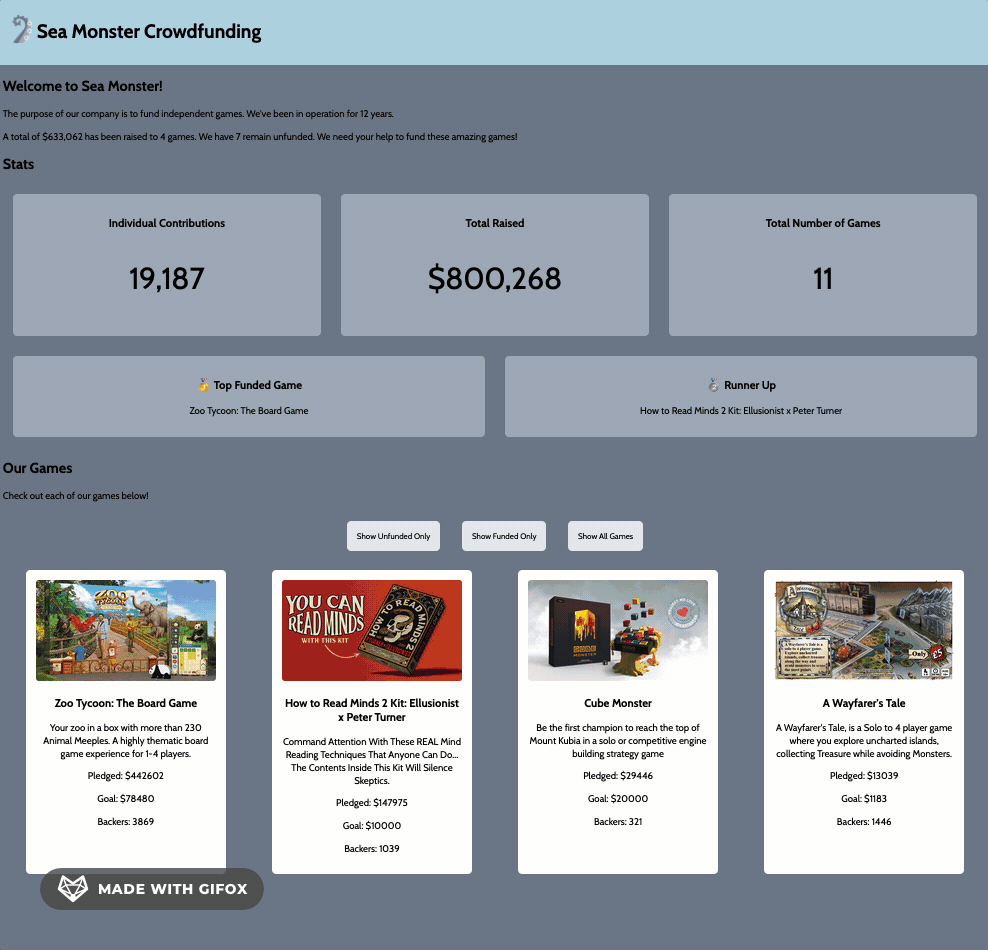 Sea Monster Crowdfunding
Welcome to Sea Monster!
The purpose of our company is to fund independent games. We've been in operation for 12 years.
A total of $633,062 has been raised to 4 games. We have 7 remain unfunded. We need your help to fund these amazing games!
Stats
Individual Contributions
19,187
Total Raised
$800,268
Total Number of Games
11
Top Funded Game
Zoo Tycoon: The Board Game
Runner Up
How to Read Minds 2 Kit: Ellusionist x Peter Turner
Our Games
Check out each of our games below!
Show Unfunded Only
Show Funded Only
Show All Games
ZOO
TYCOON
Zoo Tycoon: The Board Game
Your zoo in a box with more than 230
Animal Meeples. A highly thematic board
game experience for 1-4 players.
Pledged: $442602
Goal: $78480
Backers: 3869
YOU CAN
READ MINDS
WITH THIS KIT
HOW TO READ
MINDS 2
How to Read Minds 2 Kit: Ellusionist
x Peter Turner
Command Attention With These REAL Mind
Reading Techniques That Anyone Can Do...
The Contents Inside This Kit Will Silence
Skeptics.
Pledged: $147975
Goal: $10000
Backers: 1039
MONSTER
Cube Monster
Be the first champion to reach the top of
Mount Kubia in a solo or competitive engine
building strategy game
Pledged: $29446
Goal: $20000
Backers: 321
Only £5
A Wayfarer's Tale
A Wayfarer's Tale, is a Solo to 4 player game
where you explore uncharted islands,
collecting Treasure while avoiding Monsters.
Pledged: $13039
Goal: $1183
Backers: 1446
MADE WITH GIFOX